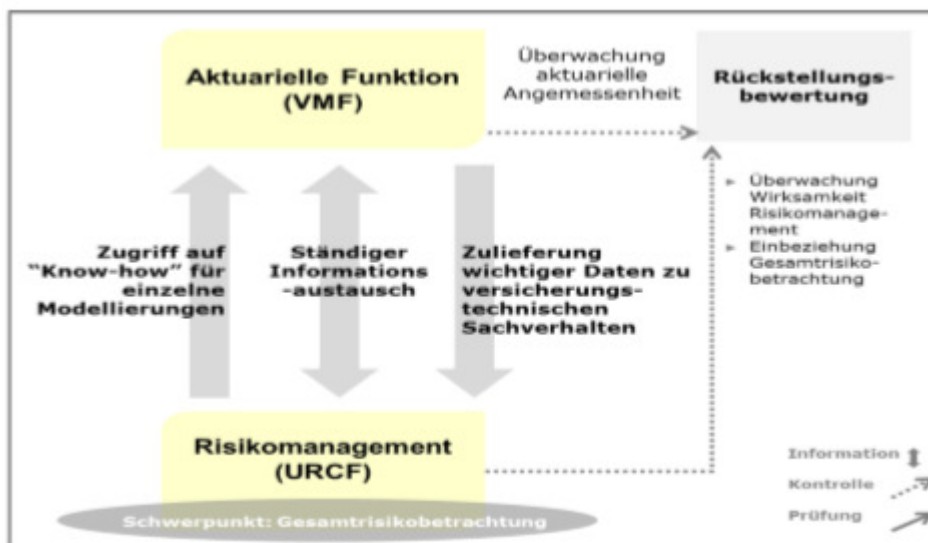 Aktuarielle Funktion
(VMF)
Überwachung
aktuarielle
Angemessenheit
Rückstellungs-
bewertung
Zugriff auf
"Know-how" für
einzelne
Modellierungen
Ständiger
Informations
-austausch
Zulieferung
wichtiger Daten zu
versicherungs-
technischen
Sachverhalten
Überwachung
Wirksamkeit
Risikomanage-
ment
Einbeziehung
Gesamtrisiko-
betrachtung
Risikomanagement
(URCF)
Schwerpunkt: Gesamtrisikobetrachtung
Information
Kontrolle
Prüfung